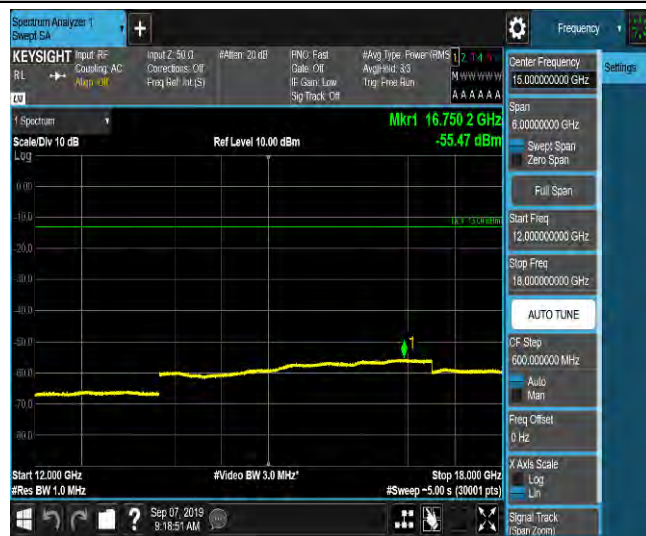 Spectrum Analyzer 1
Swept SA
+
Frequency
KEYSIGHT Input: RF Input Z: 50 Ω #Atten: 20 dB PNO: Fast #Avg Type: Power (RMS 1 2 3 4 5 6
RL Coupling: AC Corrections: Off Gate: Off Avg|Hold: 3/3 M W W W W W
Align: Off Freq Ref: Int (S) IF Gain: Low Trig: Free Run
Sig Track: Off A A A A A A
LXI
1 Spectrum
Mkr1 16.750 2 GHz
Scale/Div 10 dB Ref Level 10.00 dBm -55.47 dBm
Log
0.00
-10.0
-20.0
-30.0
-40.0
-50.0
1
-60.0
-70.0
-80.0
Start 12.000 GHz #Video BW 3.0 MHz* Stop 18.000 GHz
#Res BW 1.0 MHz #Sweep ~5.00 s (30001 pts)
?
Sep 07, 2019
9:18:51 AM
Center Frequency
15.000000000 GHz
Settings
Span
6.00000000 GHz
Swept Span
Zero Span
Full Span
Start Freq
12.000000000 GHz
Stop Freq
18.000000000 GHz
AUTO TUNE
CF Step
600.000000 MHz
Auto
Man
Freq Offset
0 Hz
X Axis Scale
Log
Lin
Signal Track
(Span Zoom)